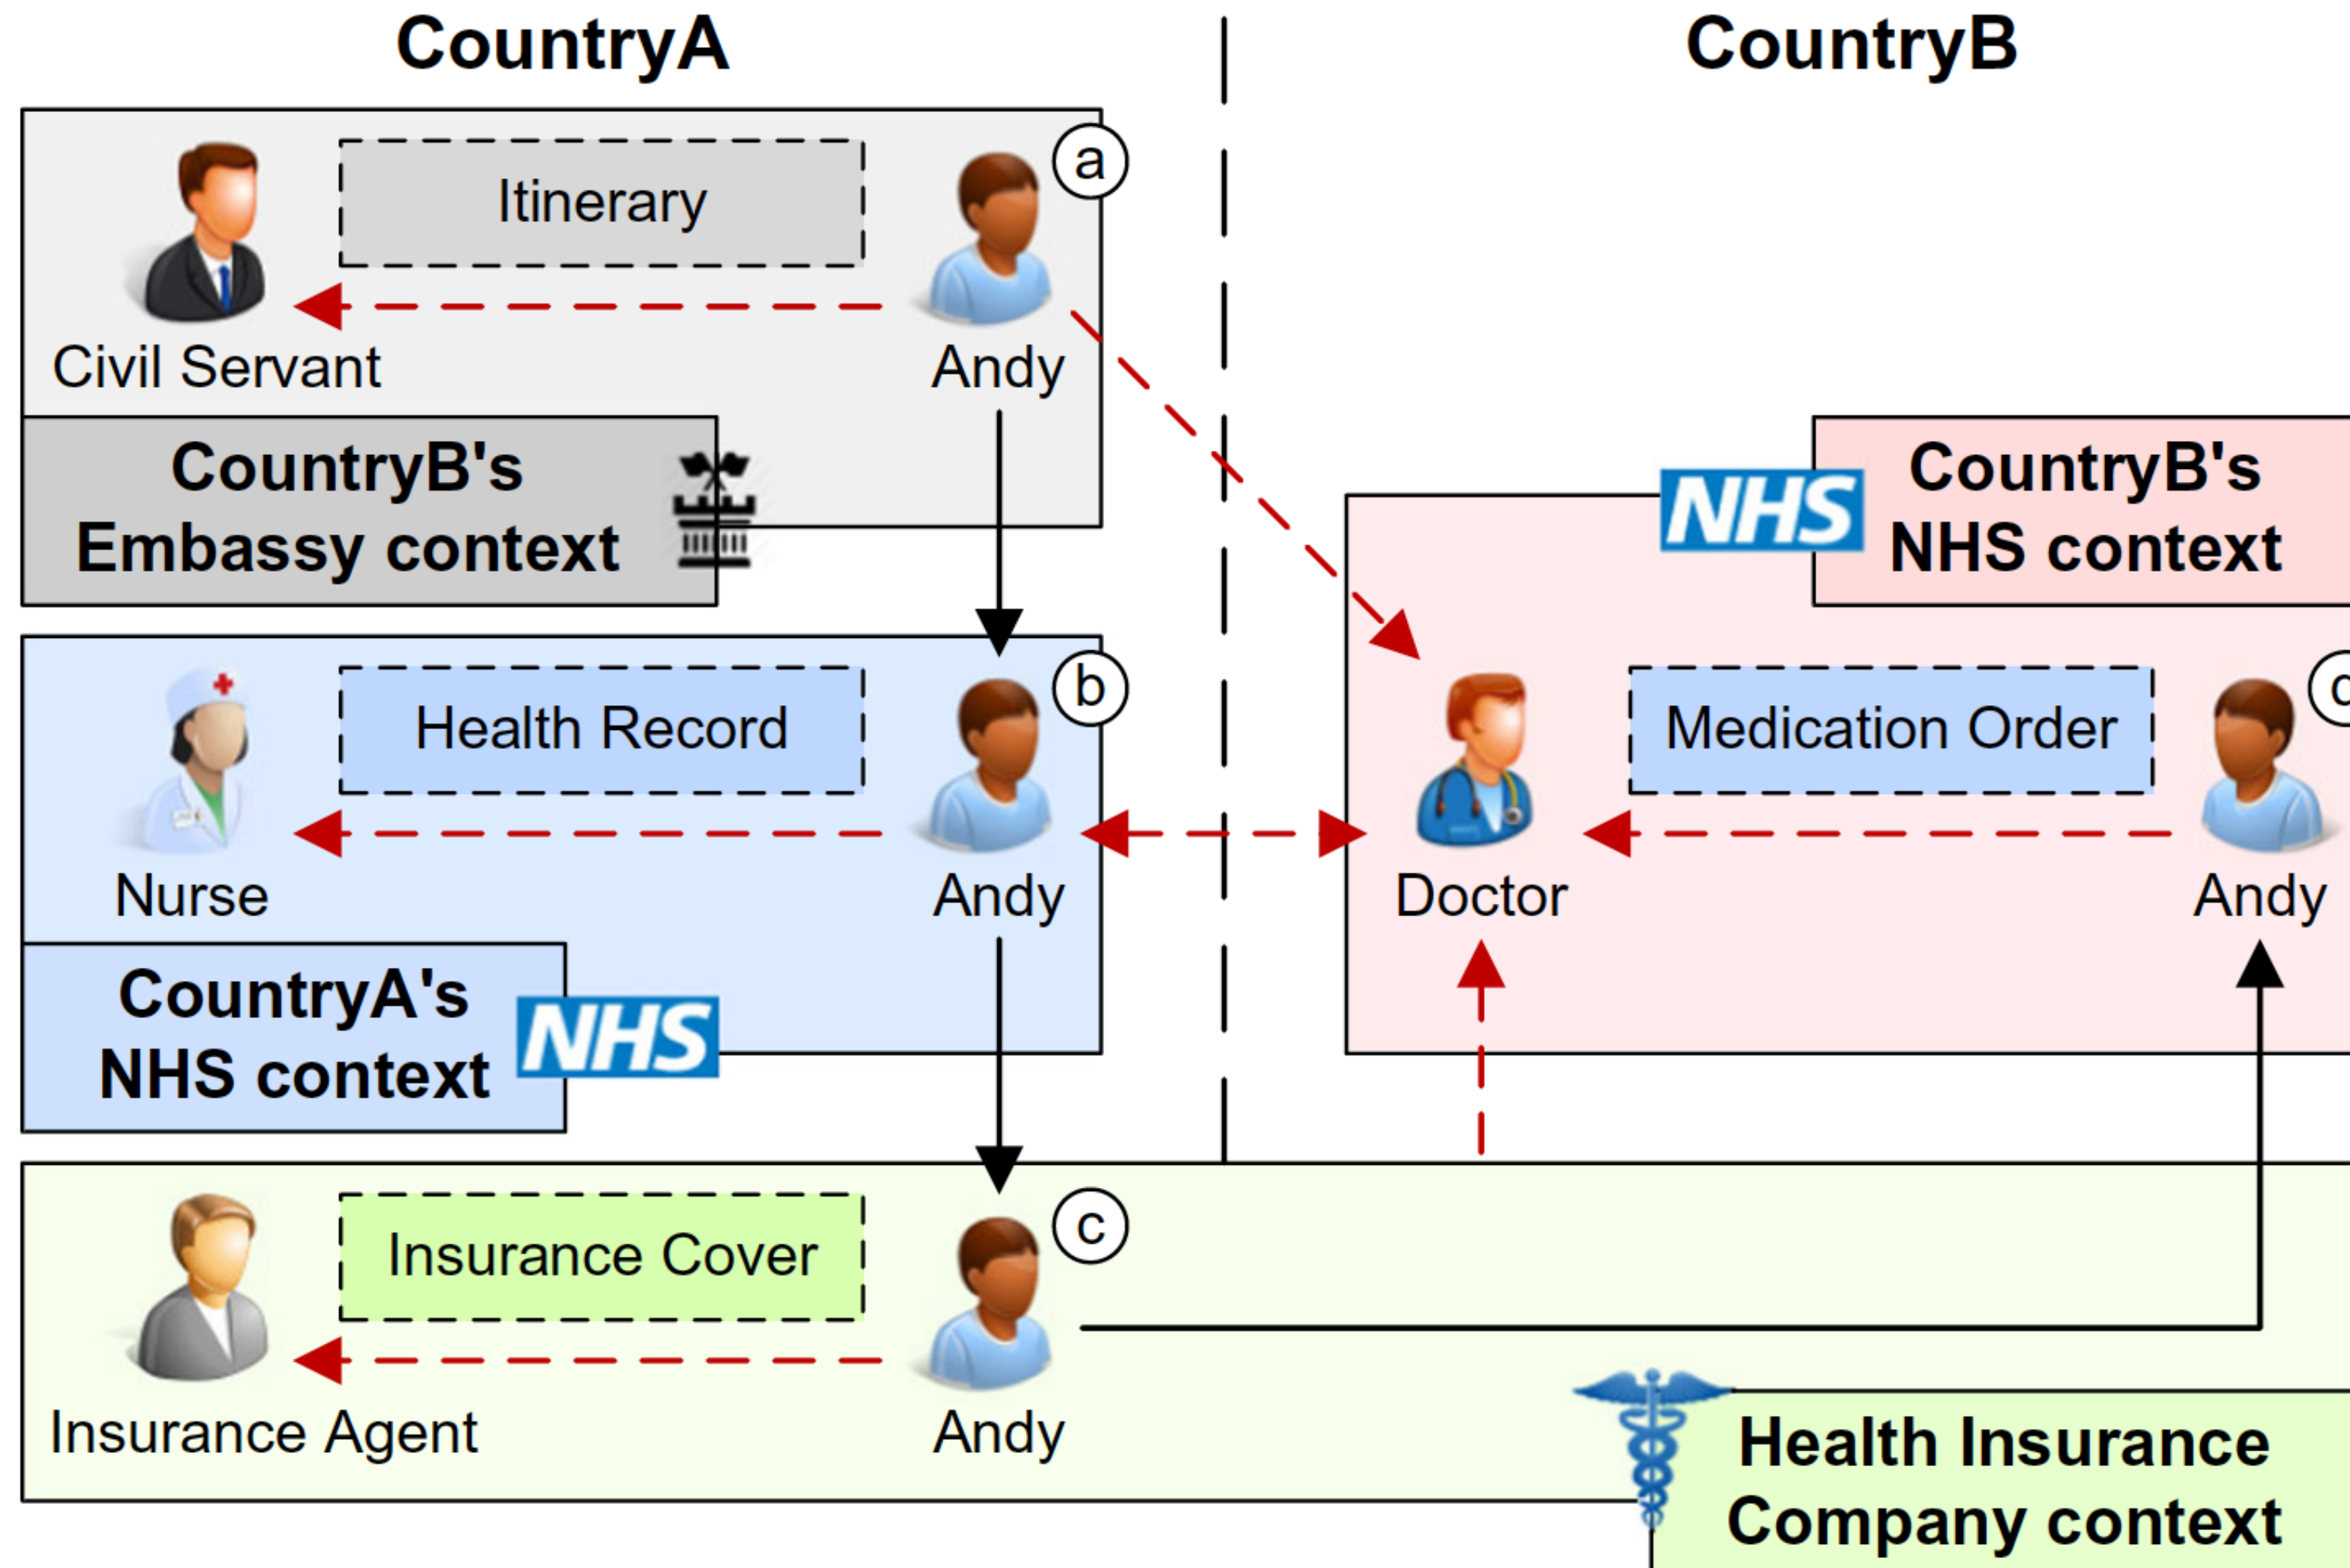 CountryA
CountryB
Itinerary
a
Civil Servant
Andy
CountryB's
Embassy context
NHS
CountryB's
NHS context
Health Record
b
Medication Order
Nurse
Andy
Doctor
Andy
CountryA's
NHS context
NHS
Insurance Cover
c
Insurance Agent
Andy
Health Insurance
Company context